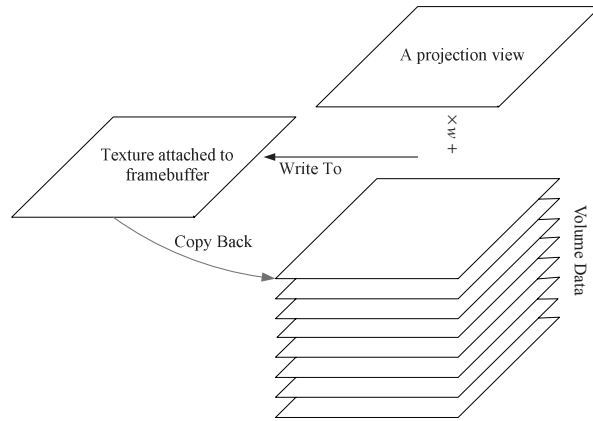 A projection view
×w +
Texture attached to
framebuffer
Write To
Copy Back
Volume Data